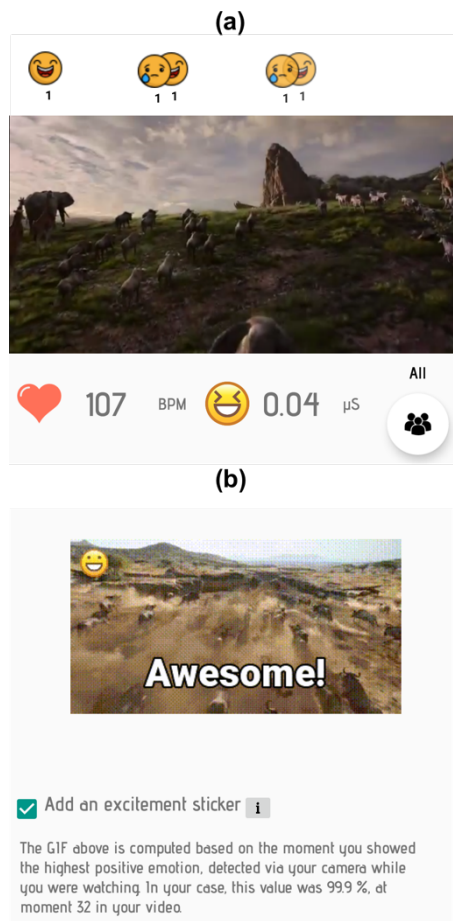 (a)
1
1 1
1 1
All
107 BPM 0.04 µS
(b)
Awesome!
Add an excitement sticker i
The GIF above is computed based on the moment you showed
the highest positive emotion, detected via your camera while
you were watching. In your case, this value was 99.9 %, at
moment 32 in your video.